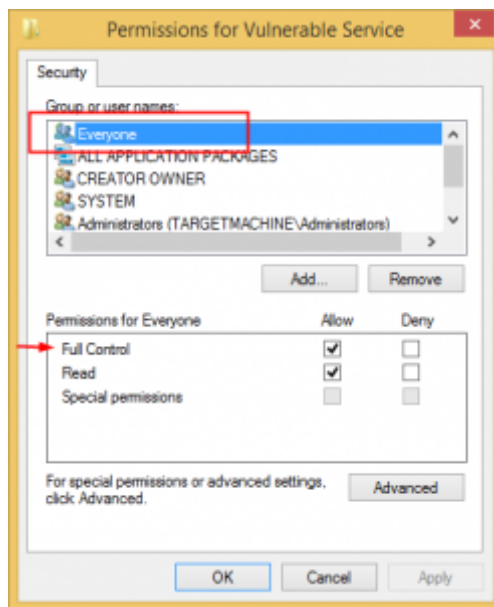 Permissions for Vulnerable Service
Security
Group or user names:
Everyone
ALL APPLICATION PACKAGES
CREATOR OWNER
SYSTEM
Administrators (TARGETMACHINE\Administrators)
Add... Remove
Permissions for Everyone Allow Deny
Full Control
Read
Special permissions
For special permissions or advanced settings,
click Advanced. Advanced
OK Cancel Apply